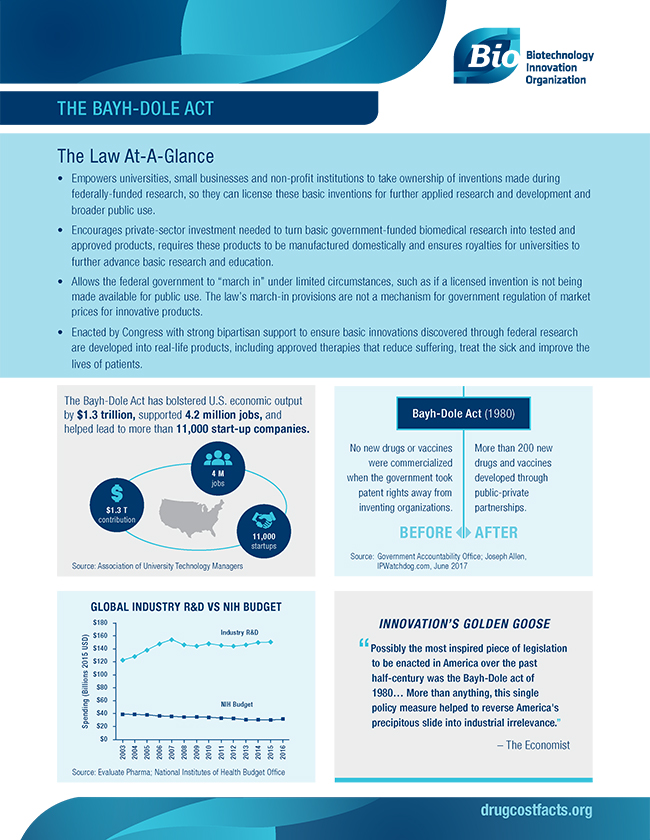 Bio
Biotechnology
Innovation
Organization
THE BAYH-DOLE ACT
The Law At-A-Glance
• Empowers universities, small businesses and non-profit institutions to take ownership of inventions made during
federally-funded research, so they can license these basic inventions for further applied research and development and
broader public use.
• Encourages private-sector investment needed to turn basic government-funded biomedical research into tested and
approved products, requires these products to be manufactured domestically and ensures royalties for universities to
further advance basic research and education.
• Allows the federal government to “march in” under limited circumstances, such as if a licensed invention is not being
made available for public use. The law’s march-in provisions are not a mechanism for government regulation of market
prices for innovative products.
• Enacted by Congress with strong bipartisan support to ensure basic innovations discovered through federal research
are developed into real-life products, including approved therapies that reduce suffering, treat the sick and improve the
lives of patients.
The Bayh-Dole Act has bolstered U.S. economic output
by $1.3 trillion, supported 4.2 million jobs, and
helped lead to more than 11,000 start-up companies.
4 M
jobs
$
$1.3 T
contribution
11,000
startups
Source: Association of University Technology Managers
Bayh-Dole Act (1980)
No new drugs or vaccines
were commercialized
when the government took
patent rights away from
inventing organizations.
More than 200 new
drugs and vaccines
developed through
public-private
partnerships.
BEFORE AFTER
Source: Government Accountability Office; Joseph Allen,
IPWatchdog.com, June 2017
GLOBAL INDUSTRY R&D VS NIH BUDGET
Spending (Billions 2015 USD)
$180
$160
$140
$120
$100
$80
$60
$40
$20
$0
Industry R&D
NIH Budget
2003 2004 2005 2006 2007 2008 2009 2010 2011 2012 2013 2014 2015 2016
Source: Evaluate Pharma; National Institutes of Health Budget Office
INNOVATION’S GOLDEN GOOSE
“Possibly the most inspired piece of legislation
to be enacted in America over the past
half-century was the Bayh-Dole act of
1980… More than anything, this single
policy measure helped to reverse America's
precipitous slide into industrial irrelevance.”
– The Economist
drugcostfacts.org